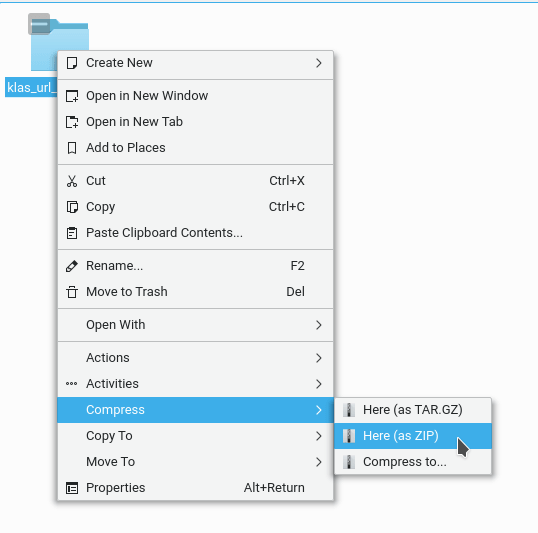 klas_url_
Create New
Open in New Window
Open in New Tab
Add to Places
Cut Ctrl+X
Copy Ctrl+C
Paste Clipboard Contents...
Rename... F2
Move to Trash Del
Open With
Actions
Activities
Compress
Here (as TAR.GZ)
Here (as ZIP)
Compress to...
Copy To
Move To
Properties Alt+Return